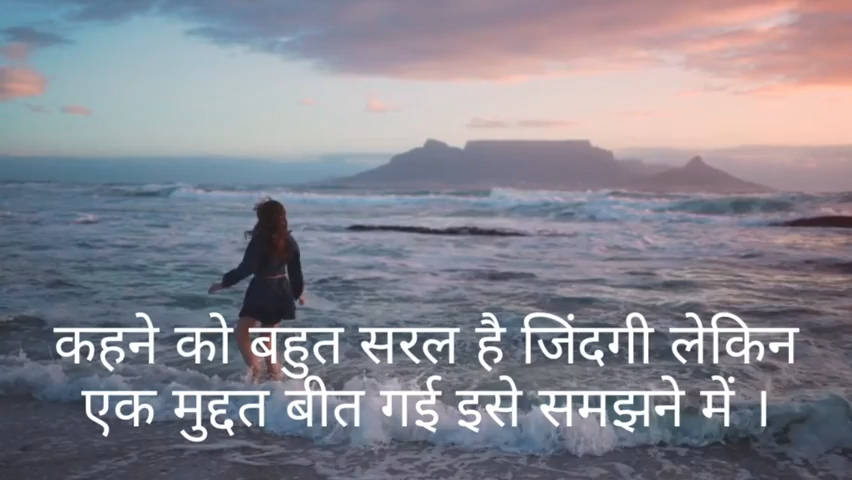 कहने को बहुत सरल है जिंदगी लेकिन
एक मुद्दत बीत गई इसे समझने में ।